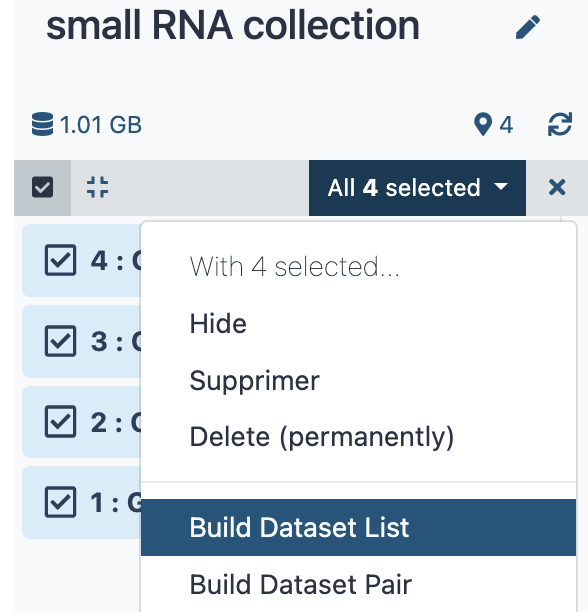 small RNA collection
1.01 GB
4
All 4 selected
With 4 selected...
4 :
Hide
3 :
Supprimer
2 :
Delete (permanently)
1 :
Build Dataset List
Build Dataset Pair